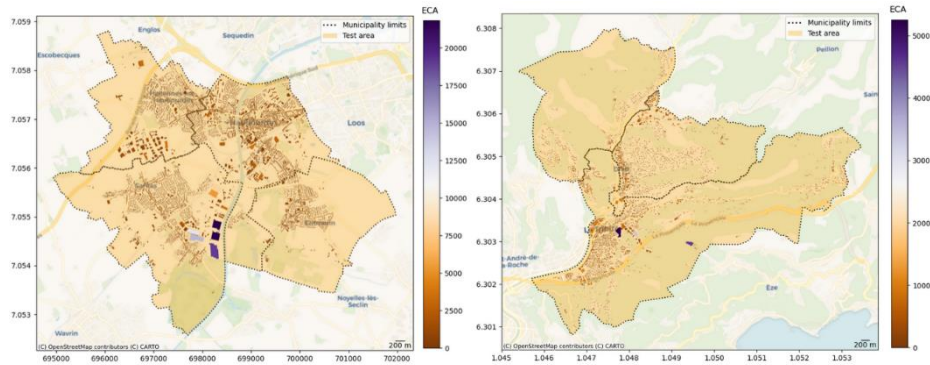 ECA
7.059
7.058
7.057
7.056
7.055
7.054
7.053
Municipality limits
Test area
Englos
Sequedin
Escobecques
Loos
Noyelles-lès-
Seclin
Wavrin
(C) OpenStreetMap contributors (C) CARTO
200 m
695000 696000 697000 698000 699000 700000 701000 702000
20000
17500
15000
12500
10000
7500
5000
2500
0
ECA
6.308
6.307
6.306
6.305
6.304
6.303
6.302
6.301
Municipality limits
Test area
Peillon
Èze
(C) OpenStreetMap contributors (C) CARTO
200 m
1.045 1.046 1.047 1.048 1.049 1.050 1.051 1.052 1.053
5000
4000
3000
2000
1000
0